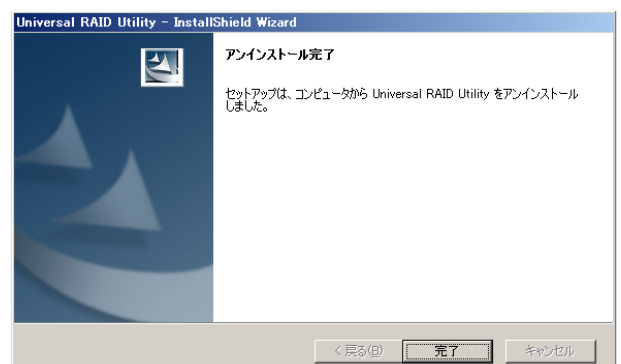 Universal RAID Utility - InstallShield Wizard
アンインストール完了
セットアップは、コンピュータから Universal RAID Utility をアンインストール
しました。
< 戻る(B)
完了
キャンセル